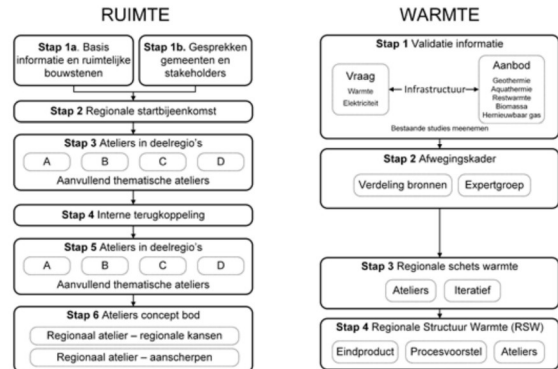 RUIMTE
Stap 1a. Basis
informatie en ruimtelijke
bouwstenen
Stap 1b. Gesprekken
gemeenten en
stakeholders
Stap 2 Regionale startbijeenkomst
Stap 3 Ateliers in deelregio's
A B C D
Aanvullend thematische ateliers
Stap 4 Interne terugkoppeling
Stap 5 Ateliers in deelregio's
A B C D
Aanvullend thematische ateliers
Stap 6 Ateliers concept bod
Regionaal atelier – regionale kansen
Regionaal atelier – aanscherpen
WARMTE
Stap 1 Validatie informatie
Vraag
Warmte
Elektriciteit
Infrastructuur
Aanbod
Geothermie
Aquathermie
Restwarmte
Biomassa
Hernieuwbaar gas
Bestaande studies meenemen
Stap 2 Afwegingskader
Verdeling bronnen Expertgroep
Stap 3 Regionale schets warmte
Ateliers Iteratief
Stap 4 Regionale Structuur Warmte (RSW)
Eindproduct Procesvoorstel Ateliers